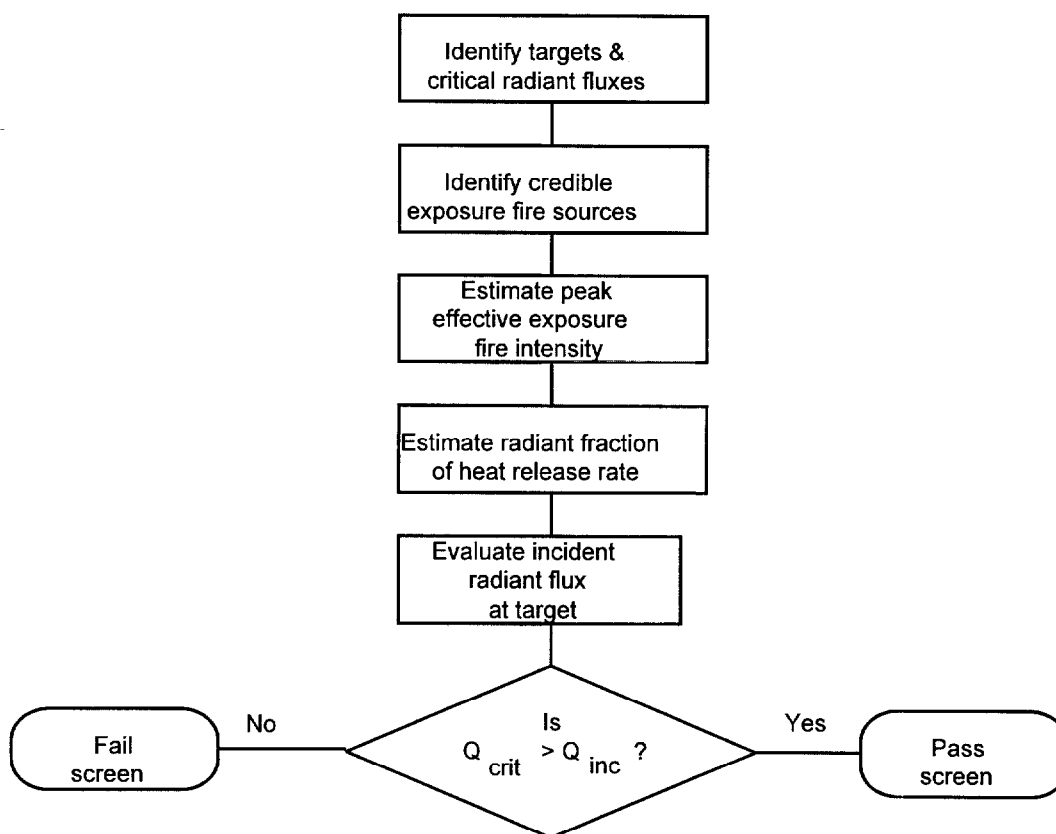 Identify targets &
critical radiant fluxes
Identify credible
exposure fire sources
Estimate peak
effective exposure
fire intensity
Estimate radiant fraction
of heat release rate
Evaluate incident
radiant flux
at target
No
Is
Yes
Q crit > Q inc ?
Fail
screen
Pass
screen